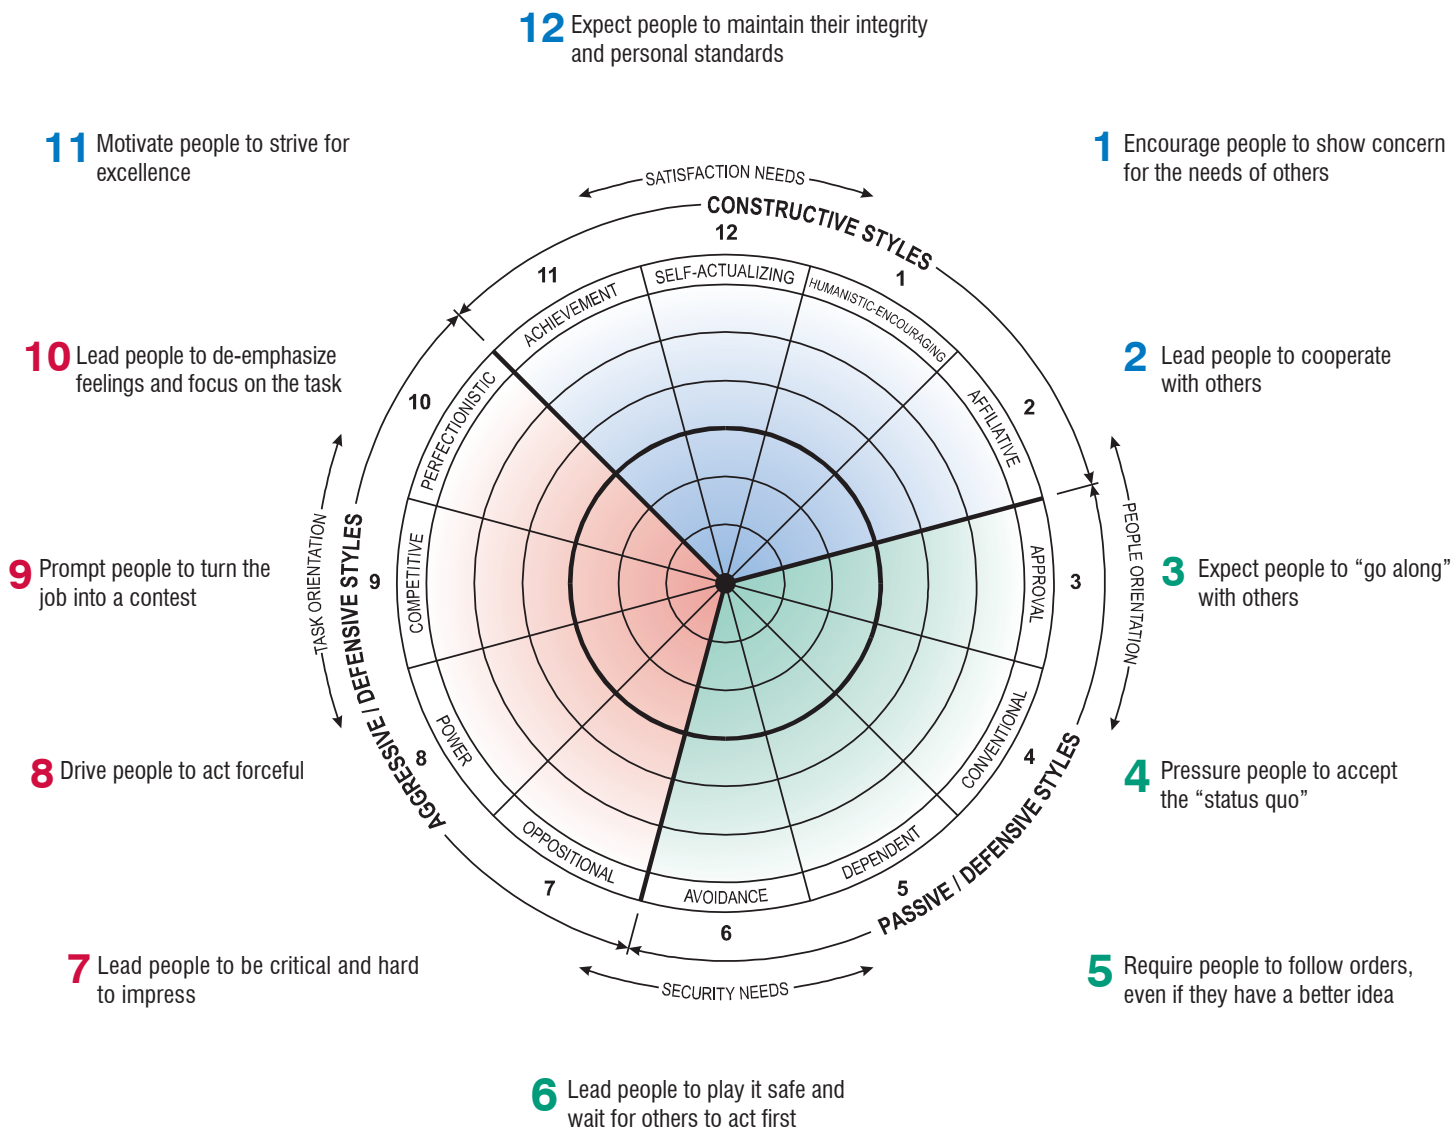 12 Expect people to maintain their integrity
and personal standards
11 Motivate people to strive for
excellence
1 Encourage people to show concern
for the needs of others
SATISFACTION NEEDS
CONSTRUCTIVE STYLES
12
11
1
SELF-ACTUALIZING
ACHIEVEMENT
HUMANISTIC-ENCOURAGING
10 Lead people to de-emphasize
feelings and focus on the task
2 Lead people to cooperate
with others
10
PERFECTIONISTIC
AFFILIATIVE
2
TASK ORIENTATION
AGGRESSIVE / DEFENSIVE STYLES
9
COMPETITIVE
APPROVAL
3
PEOPLE ORIENTATION
9 Prompt people to turn the
job into a contest
3 Expect people to “go along”
with others
8
POWER
CONVENTIONAL
4
8 Drive people to act forceful
4 Pressure people to accept
the “status quo”
OPPOSITIONAL
7
AVOIDANCE
6
DEPENDENT
5
PASSIVE / DEFENSIVE STYLES
SECURITY NEEDS
7 Lead people to be critical and hard
to impress
5 Require people to follow orders,
even if they have a better idea
6 Lead people to play it safe and
wait for others to act first